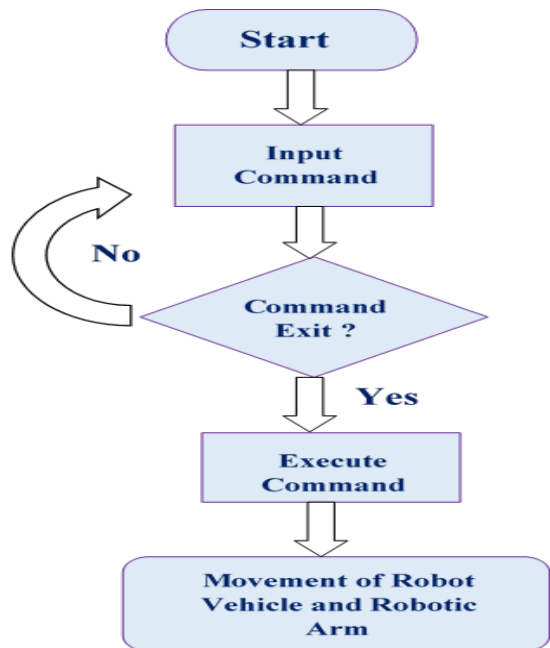 Start
Input
Command
No
Command
Exit ?
Yes
Execute
Command
Movement of Robot
Vehicle and Robotic
Arm